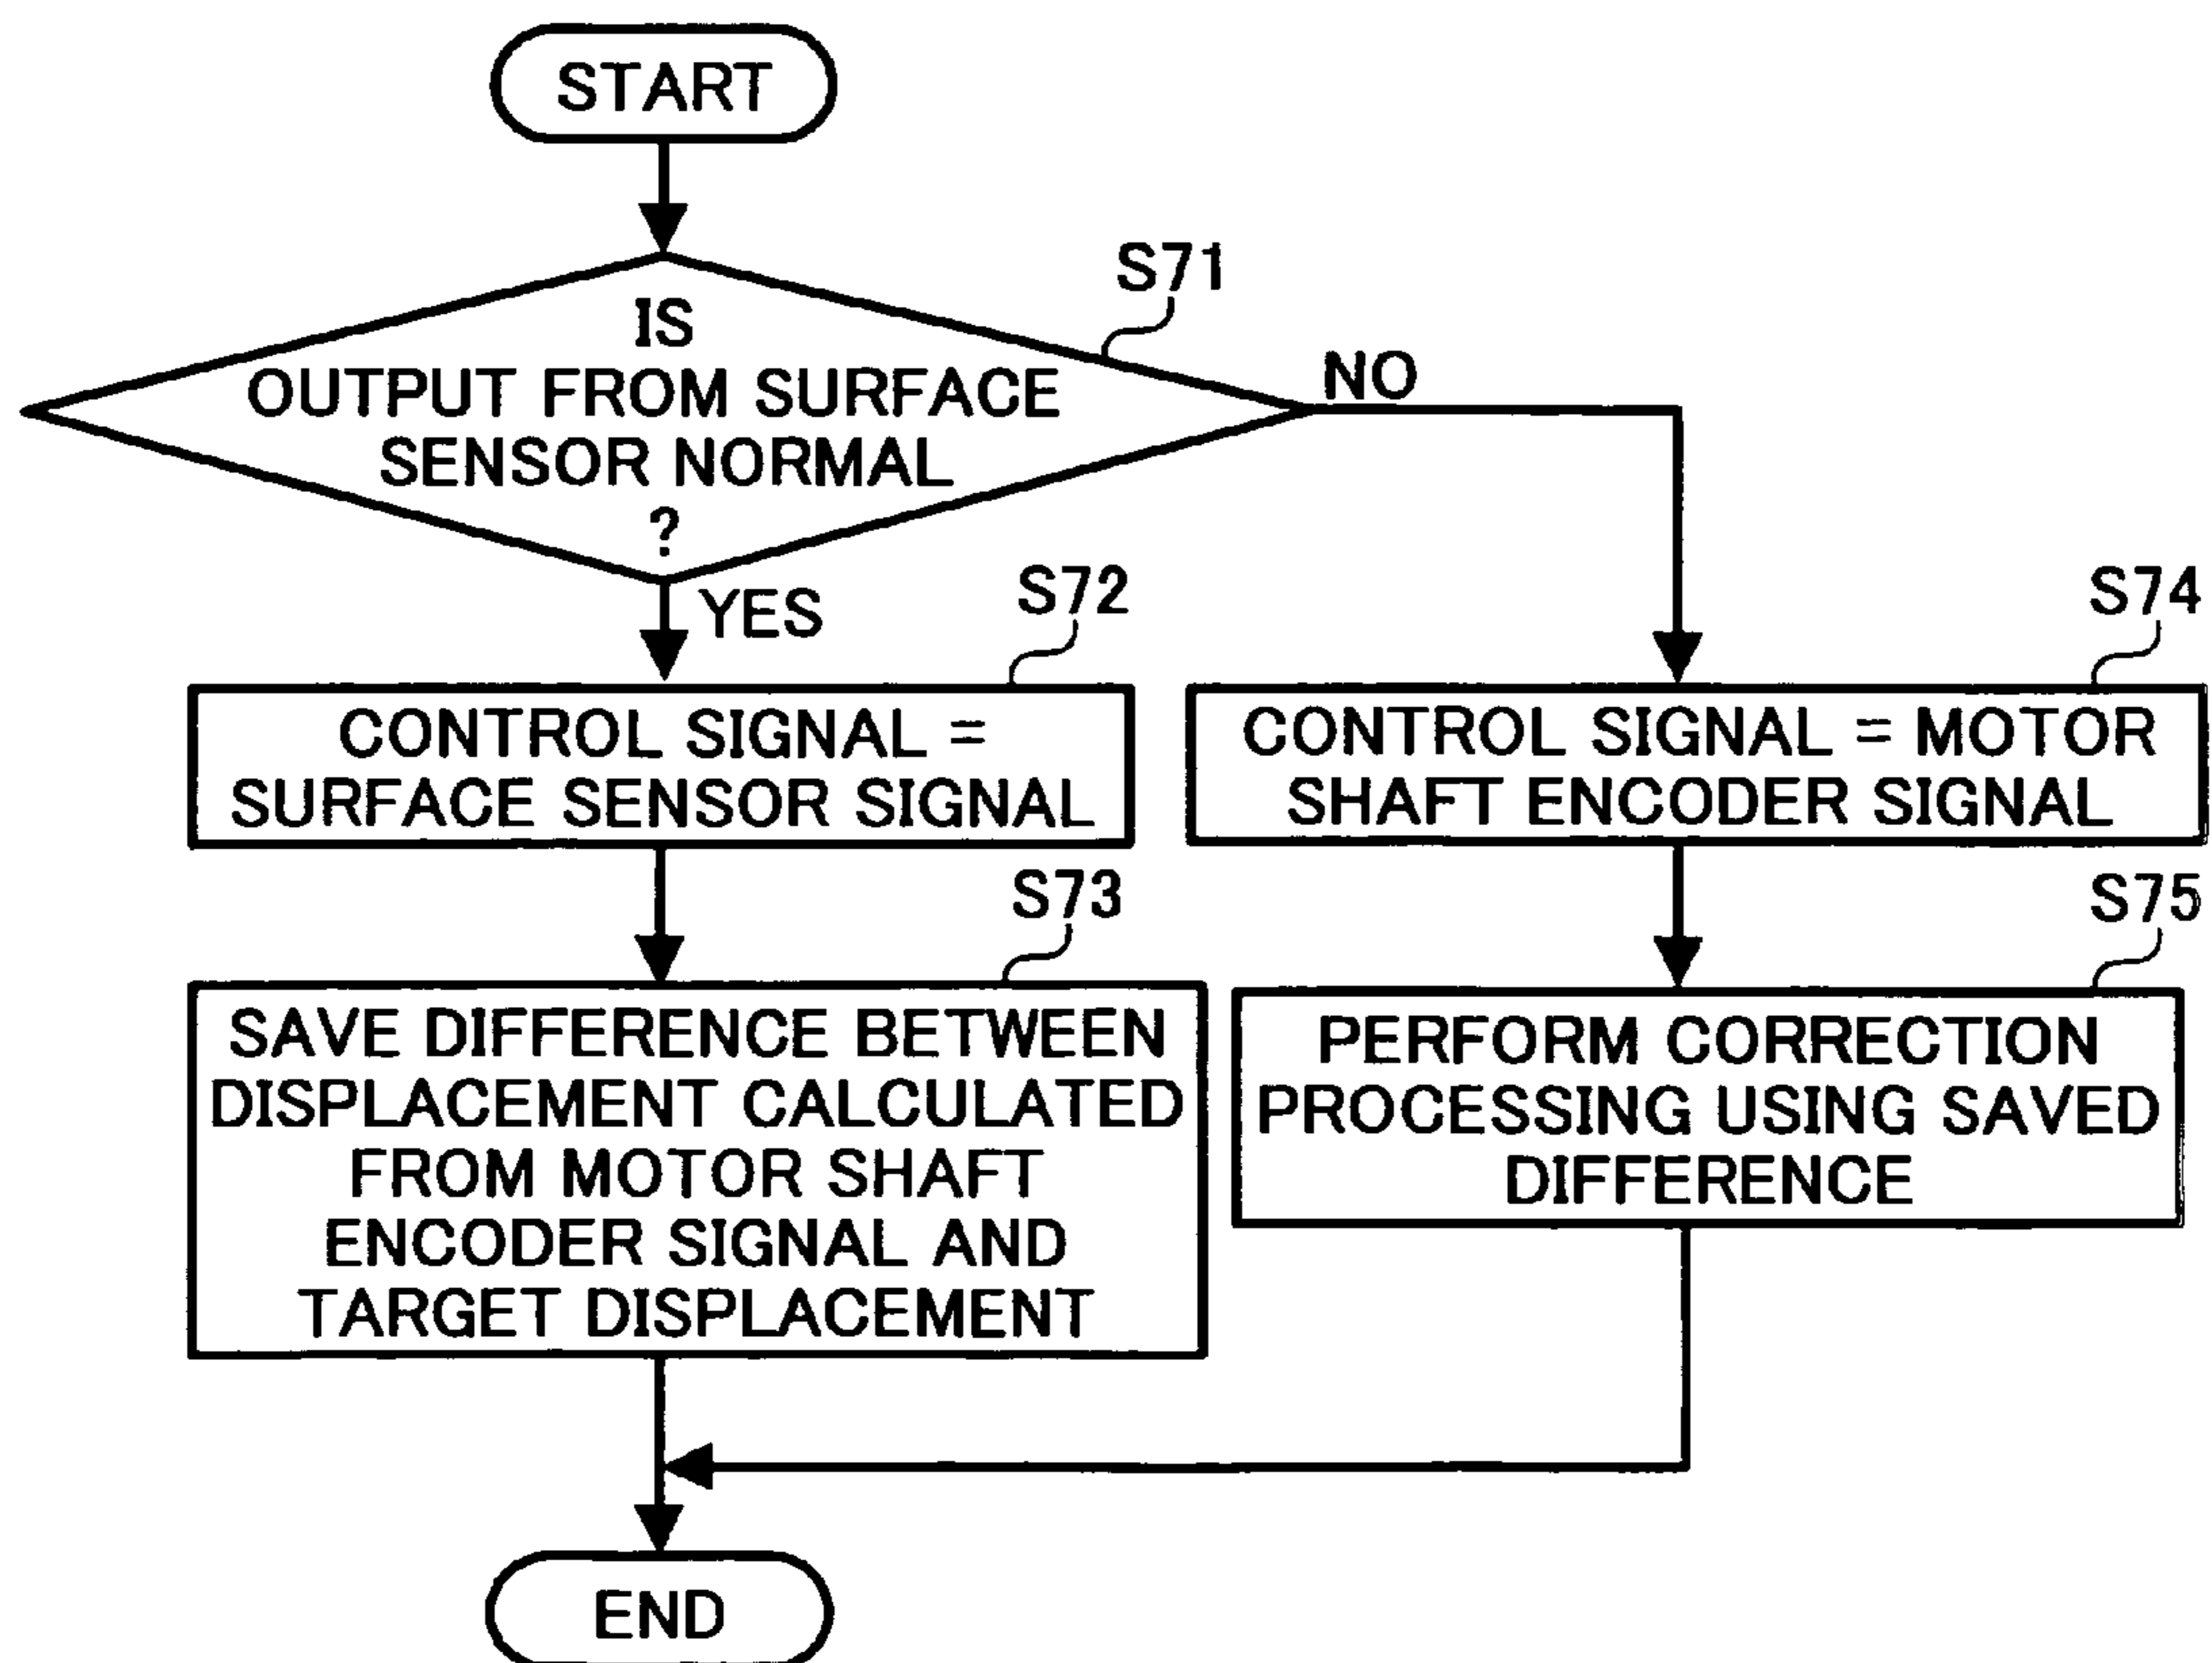 START
S71
IS
OUTPUT FROM SURFACE
SENSOR NORMAL
?
NO
YES
S72
CONTROL SIGNAL =
SURFACE SENSOR SIGNAL
S74
CONTROL SIGNAL = MOTOR
SHAFT ENCODER SIGNAL
S73
SAVE DIFFERENCE BETWEEN
DISPLACEMENT CALCULATED
FROM MOTOR SHAFT
ENCODER SIGNAL AND
TARGET DISPLACEMENT
S75
PERFORM CORRECTION
PROCESSING USING SAVED
DIFFERENCE
END